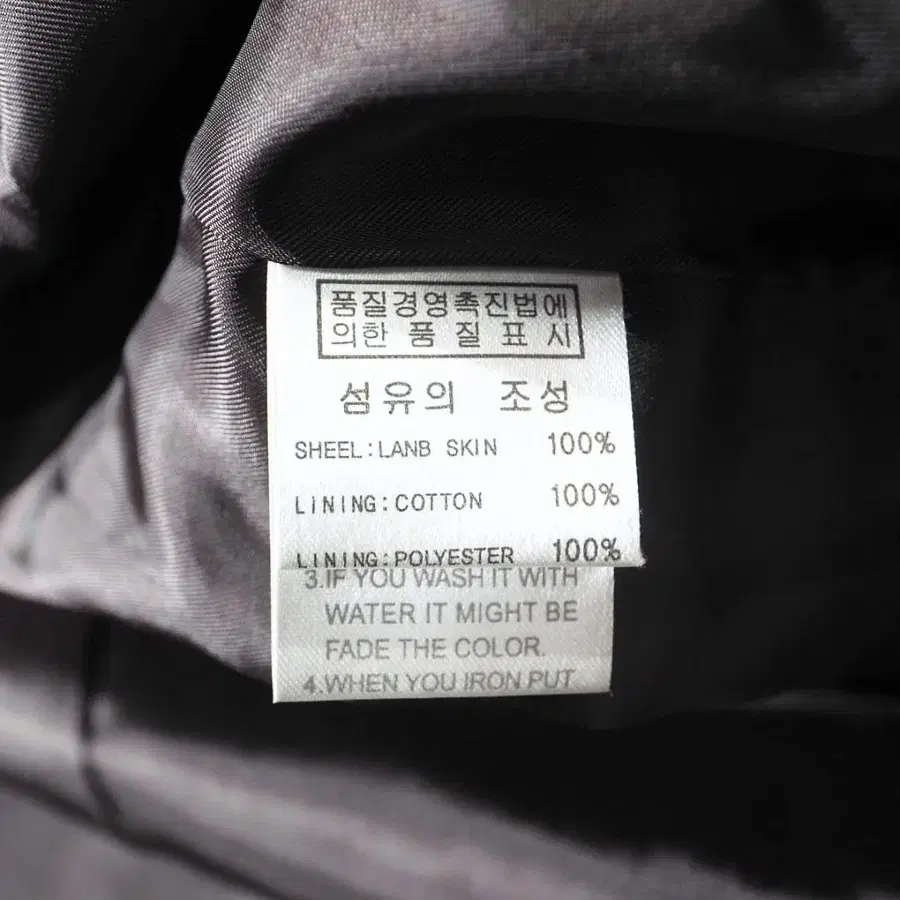 품질경영촉진법에
의한 품 질 표 시
섬유의 조성
SHEEL:LANB SKIN 100%
LINING:COTTON 100%
LINING:POLYESTER 100%
3.IF YOU WASH IT WITH
WATER IT MIGHT BE
FADE THE COLOR.
4.WHEN YOU IRON PUT